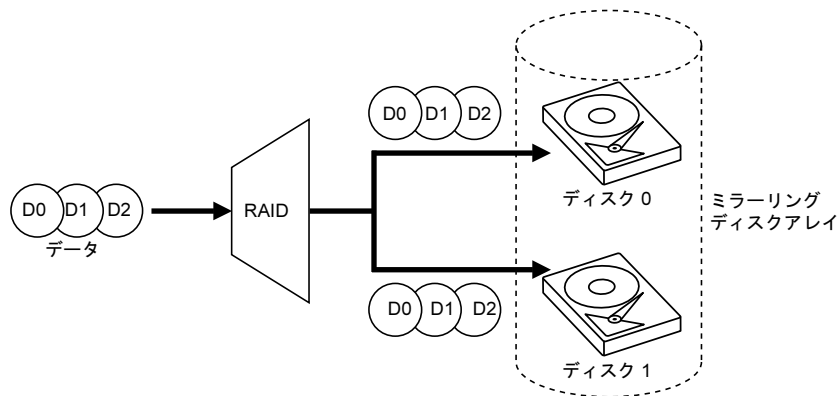 D0 D1 D2
データ
RAID
D0 D1 D2
ディスク 0
ミラーリング
ディスクアレイ
D0 D1 D2
ディスク 1